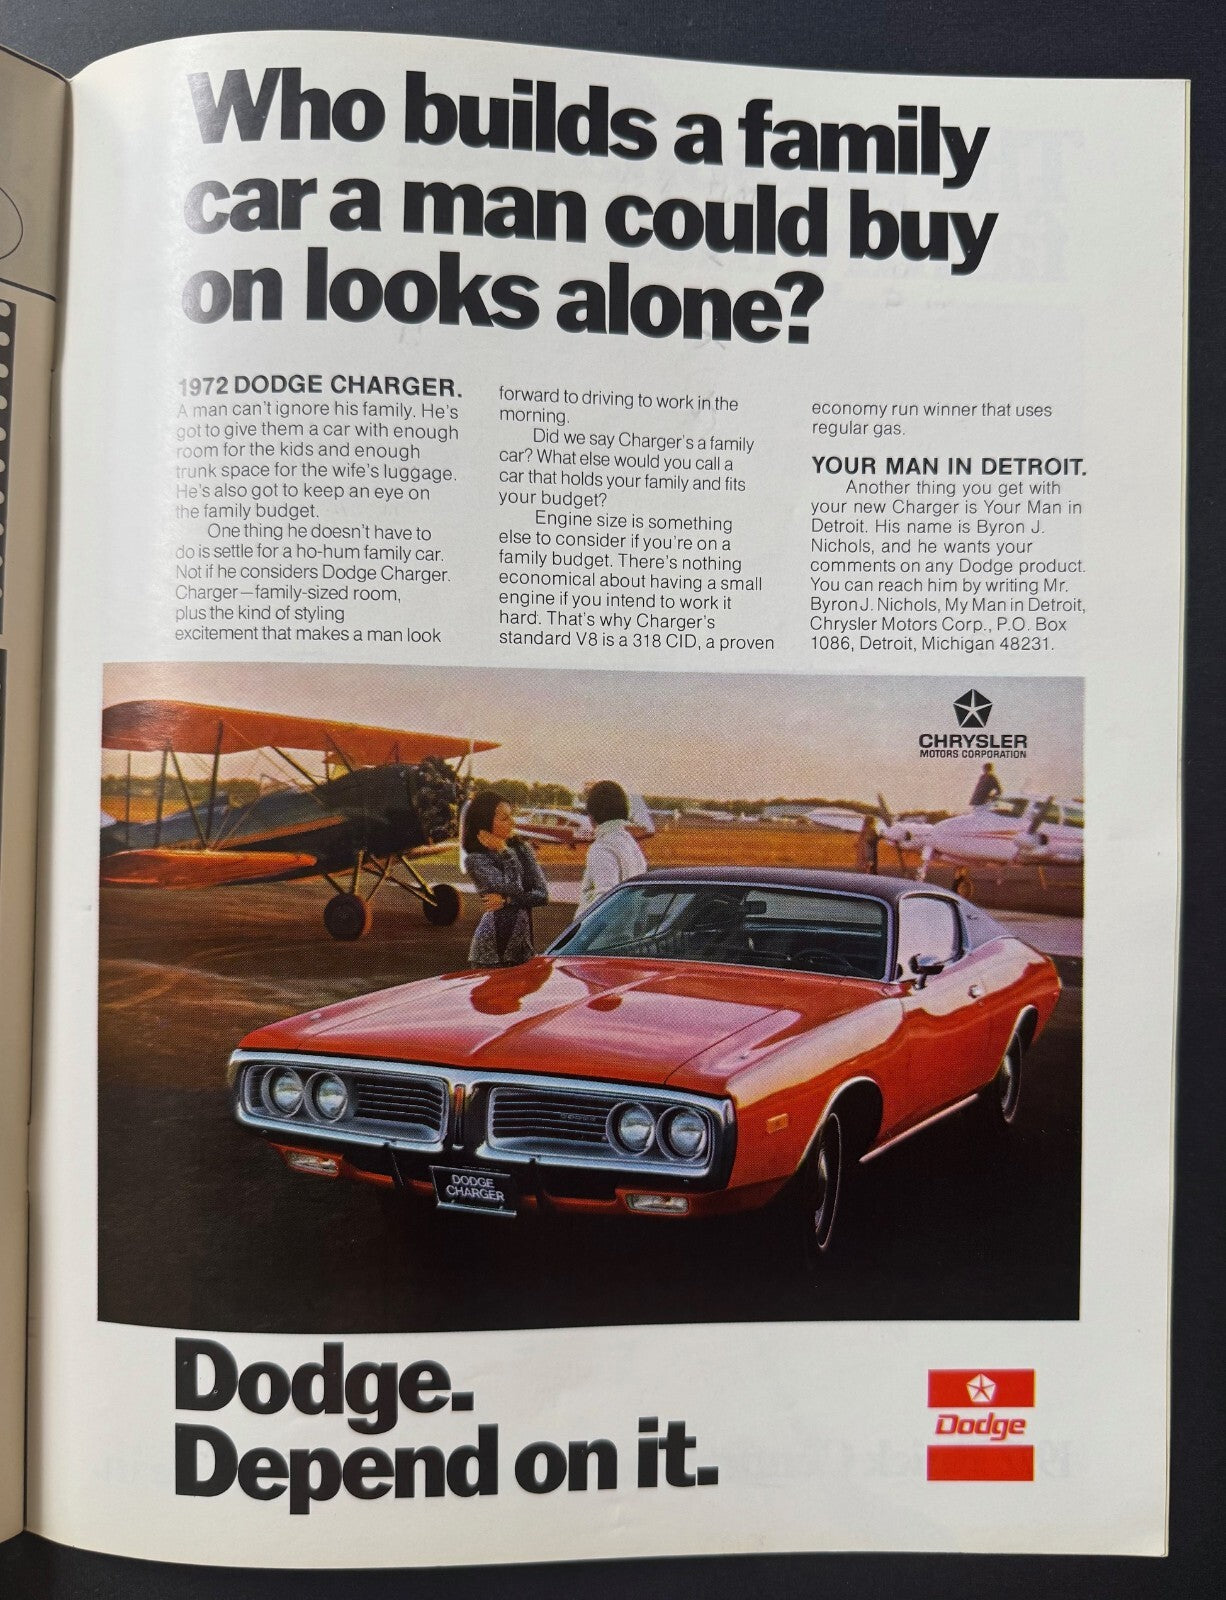 Who builds a family
car a man could buy
on looks alone?
1972 DODGE CHARGER.
A man can't ignore his family. He's
got to give them a car with enough
room for the kids and enough
trunk space for the wife's luggage.
He's also got to keep an eye on
the family budget.
One thing he doesn't have to
do is settle for a ho-hum family car.
Not if he considers Dodge Charger.
Charger—family-sized room,
plus the kind of styling
excitement that makes a man look
forward to driving to work in the
morning.
Did we say Charger's a family
car? What else would you call a
car that holds your family and fits
your budget?
Engine size is something
else to consider if you're on a
family budget. There's nothing
economical about having a small
engine if you intend to work it
hard. That's why Charger's
standard V8 is a 318 CID, a proven
economy run winner that uses
regular gas.
YOUR MAN IN DETROIT.
Another thing you get with
your new Charger is Your Man in
Detroit. His name is Byron J.
Nichols, and he wants your
comments on any Dodge product.
You can reach him by writing Mr.
Byron J. Nichols, My Man in Detroit,
Chrysler Motors Corp., P.O. Box
1086, Detroit, Michigan 48231.
CHRYSLER
MOTORS CORPORATION
DODGE
CHARGER
Dodge.
Depend on it.
Dodge